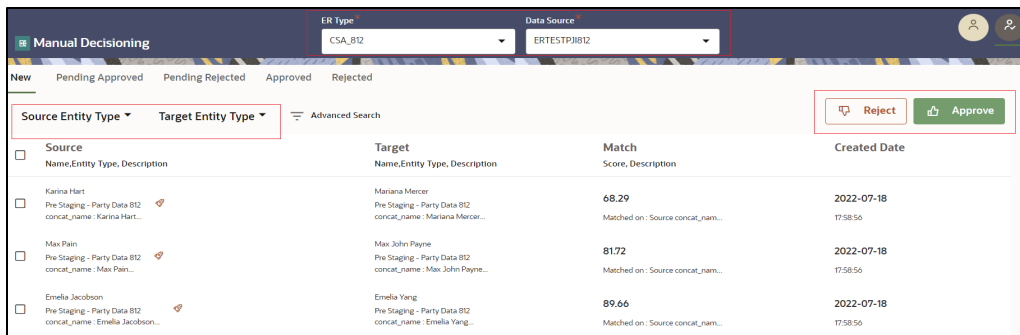 ER Type* Data Source*
CSA_812 ERTESTPJI812
Manual Decisioning
New Pending Approved Pending Rejected Approved Rejected
Source Entity Type Target Entity Type Advanced Search Reject Approve
Source Target Match Created Date
Name,Entity Type, Description Name,Entity Type, Description Score, Description
Karina Hart Mariana Mercer
Pre Staging - Party Data 812 Pre Staging - Party Data 812 68.29 2022-07-18
concat_name : Karina Hart... concat_name : Mariana Mercer... Matched on : Source concat_nam... 17:58:56
Max Pain Max John Payne
Pre Staging - Party Data 812 Pre Staging - Party Data 812 81.72 2022-07-18
concat_name : Max Pain... concat_name : Max John Payne... Matched on : Source concat_nam... 17:58:56
Emelia Jacobson Emelia Yang
Pre Staging - Party Data 812 Pre Staging - Party Data 812 89.66 2022-07-18
concat_name : Emelia Jacobson... concat_name : Emelia Yang... Matched on : Source concat_nam... 17:58:56